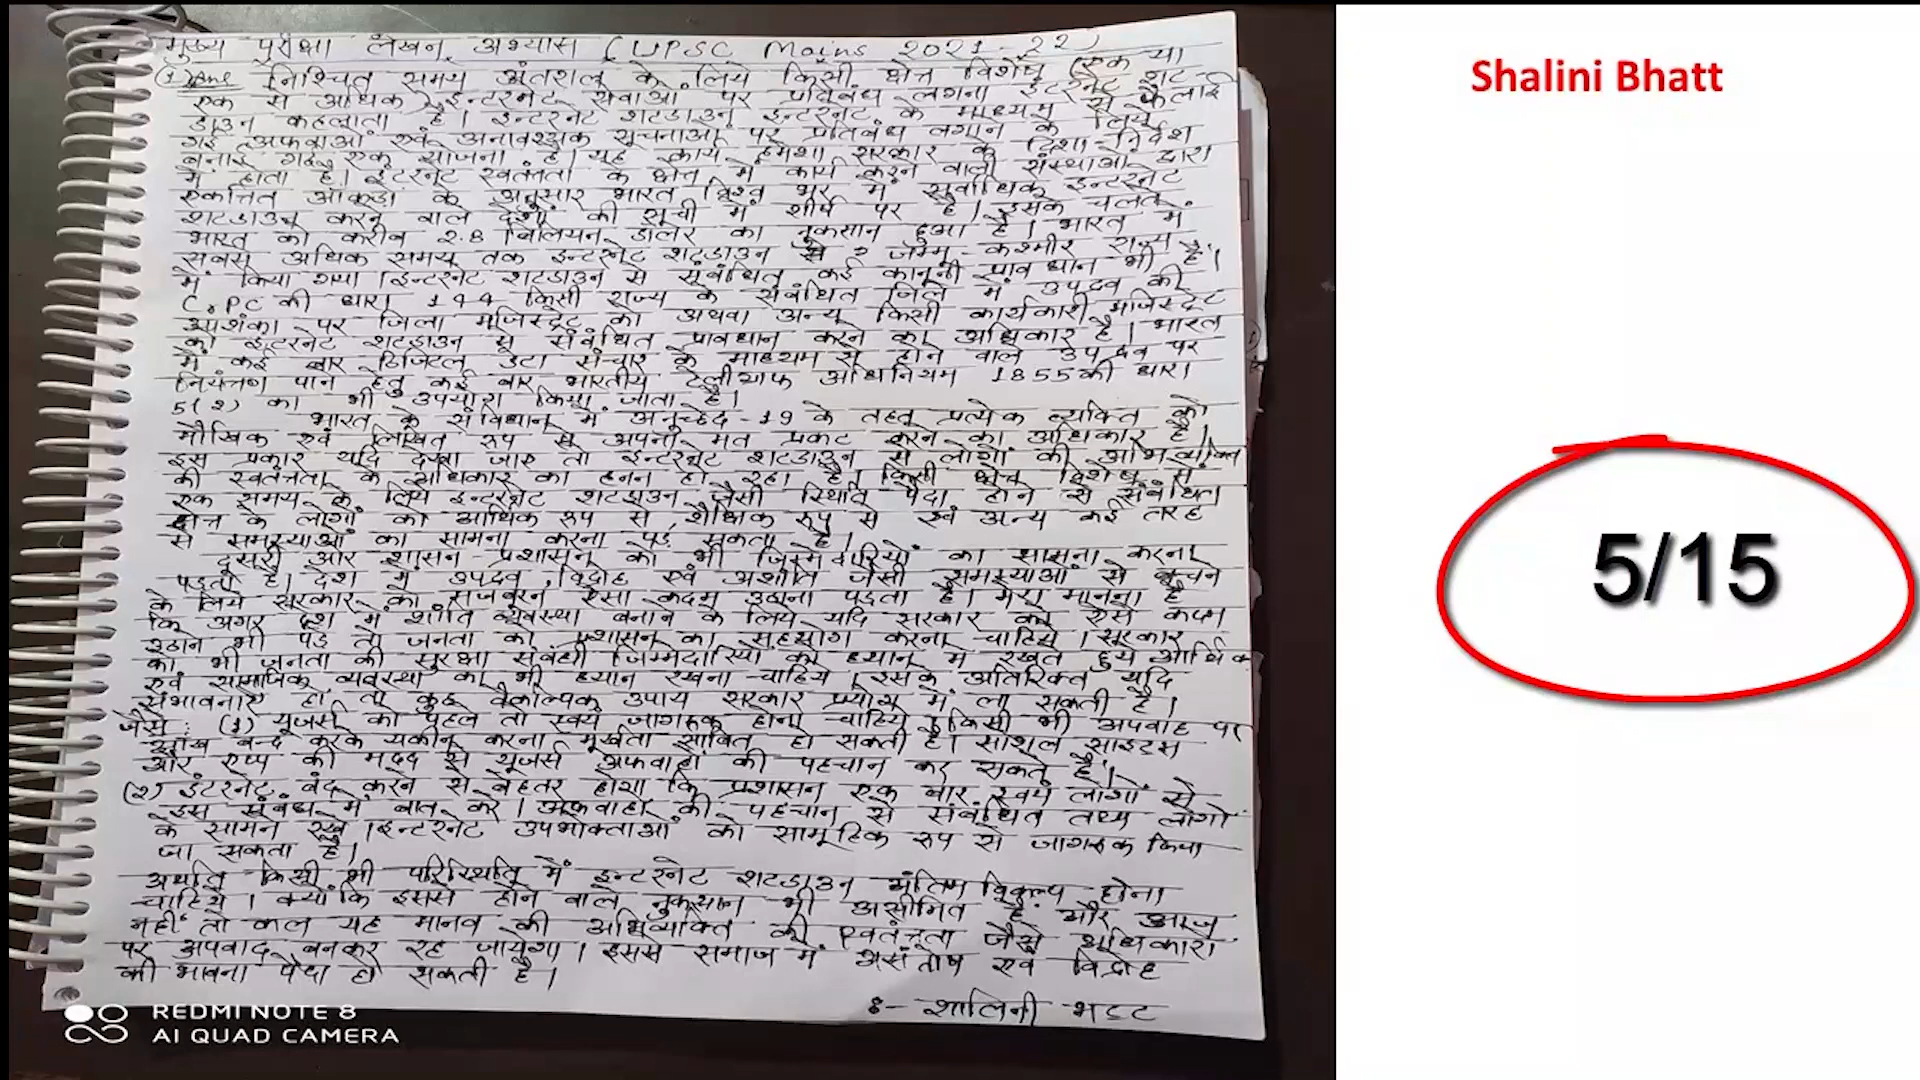 मुख्य परीक्षा लेखन अभ्यास (UPSC Mains 2021-22)
(1) निश्चित समय अंतराल के लिये किसी क्षेत्र विशेष (एक या
एक से अधिक) इन्टरनेट सेवाओं पर प्रतिबंध लगना इंटरनेट शट-
डाउन कहलाता है। इन्टरनेट शटडाउन इन्टरनेट के माध्यम से फैलाई
गई अफवाओं एवं अनावश्यक सूचनाओं पर प्रतिबंध लगाने के लिये
बनाई गई एक योजना है। यह कार्य हमेशा सरकार के दिशा-निर्देश
में होता है। इंटरनेट स्वतंत्रता के क्षेत्र में कार्य करने वाली संस्थाओं द्वारा
एकत्रित आंकड़ो के अनुसार भारत विश्व भर में सर्वाधिक इन्टरनेट
शटडाउन करने वाले देशों की सूची में शीर्ष पर है। इसके चलते
भारत को करीब 2.8 बिलियन डॉलर का नुकसान हुआ है। भारत में
सबसे अधिक समय तक इन्टरनेट शटडाउन जम्मू-कश्मीर राज्य
में किया गया। इन्टरनेट शटडाउन से संबंधित कई कानूनी प्रावधान भी हैं।
CrPC की धारा 144 किसी राज्य के संबंधित जिले में उपद्रव की
आशंका पर जिला मजिस्ट्रेट को अथवा अन्य किसी कार्यकारी मजिस्ट्रेट
को इंटरनेट शटडाउन से संबंधित प्रावधान करने का अधिकार है। भारत
में कई बार डिजिटल डेटा संचार के माध्यम से होने वाले उपद्रव पर
नियंत्रण पाने हेतु कई बार भारतीय टेलीग्राफ अधिनियम 1855 की धारा
5(2) का भी उपयोग किया जाता है।
भारत के संविधान में अनुच्छेद-19 के तहत प्रत्येक व्यक्ति को
मौखिक एवं लिखित रूप से अपना मत प्रकट करने का अधिकार है।
इस प्रकार यदि देखा जाए तो इन्टरनेट शटडाउन से लोगों की अभिव्यक्ति
की स्वतंत्रता के अधिकार का हनन हो रहा है। किसी क्षेत्र विशेष में
एक समय के लिये इन्टरनेट शटडाउन जैसी स्थिति पैदा होने से संबंधित
क्षेत्र के लोगों को आर्थिक रूप से, शैक्षिक रूप से एवं अन्य कई तरह
से समस्याओं का सामना करना पड़ सकता है।
दूसरी ओर शासन प्रशासन को भी जिम्मेदारियों का सामना करना
पड़ता है। देश में उपद्रव, विद्रोह एवं अशांति जैसी समस्याओं से बचने
के लिये सरकार को मजबूरन ऐसा कदम उठाना पड़ता है। मेरा मानना है
कि अगर देश में शांति व्यवस्था बनाने के लिये यदि सरकार को ऐसे कदम
उठाने भी पड़े तो जनता को प्रशासन का सहयोग करना चाहिये। सरकार
को भी जनता की सुरक्षा संबंधी जिम्मेदारियों को ध्यान में रखते हुये आर्थिक
एवं सामाजिक व्यवस्था का भी ध्यान रखना चाहिये। इसके अतिरिक्त यदि
संभावनाएं हो तो कुछ वैकल्पिक उपाय सरकार प्रयोग में ला सकती है।
जैसे: (1) यूजर्स को पहले तो स्वयं जागरूक होना चाहिये। किसी भी अपवाह पर
आंख बन्द करके यकीन करना मूर्खता साबित हो सकती है। सोशल साइट्स
और एप्प की मदद से यूजर्स अफवाहों की पहचान कर सकते हैं।
(2) इंटरनेट बंद करने से बेहतर होगा कि प्रशासन एक बार स्वयं लोगों से
इस संबंध में बात करे। अफवाहों की पहचान से संबंधित तथ्य लोगों
के सामने रखे। इन्टरनेट उपभोक्ताओं को सामूहिक रूप से जागरूक किया
जा सकता है।
अर्थात् किसी भी परिस्थिति में इन्टरनेट शटडाउन अंतिम विकल्प होना
चाहिये। क्योंकि इससे होने वाले नुकसान भी असीमित है और आज
नहीं तो कल यह मानव की अभिव्यक्ति की स्वतंत्रता जैसे अधिकारों
पर अपवाद बनकर रह जायेगा। इससे समाज में असंतोष एवं विद्रोह
की भावना पैदा हो सकती है।
:- शालिनी भट्ट
REDMI NOTE 8
AI QUAD CAMERA
Shalini Bhatt
5/15